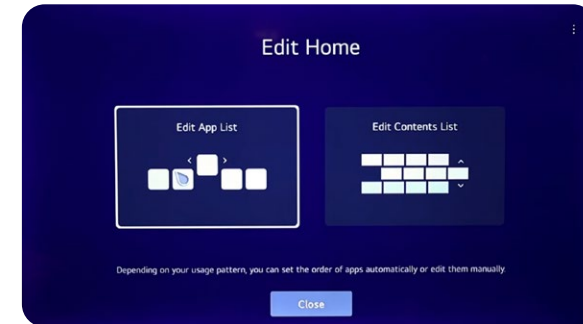 Edit Home
Edit App List
Edit Contents List
Depending on your usage pattern, you can set the order of apps automatically or edit them manually.
Close